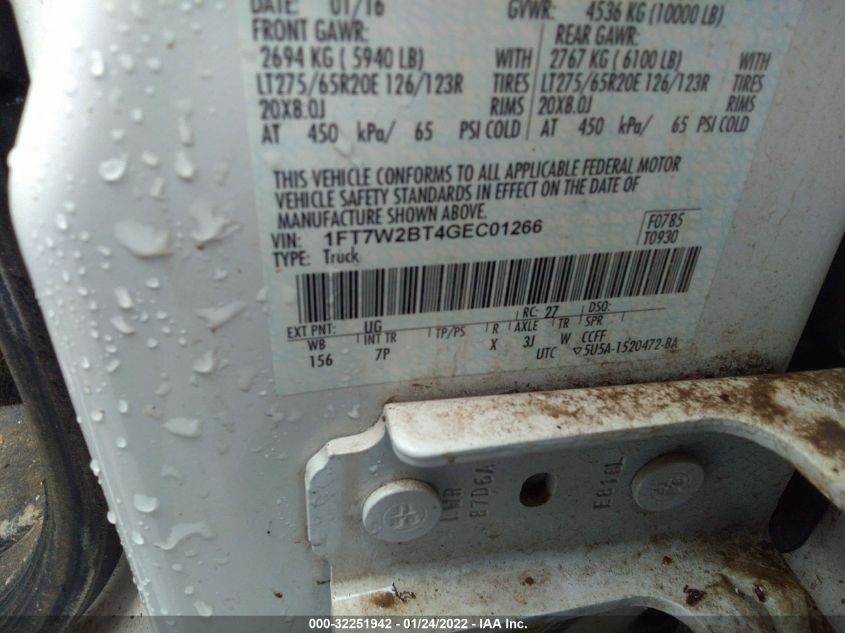 DATE: 01/16 GVWR: 4536 KG (10000 LB)
FRONT GAWR: REAR GAWR:
2694 KG ( 5940 LB) WITH 2767 KG ( 6100 LB) WITH
LT275/65R20E 126/123R TIRES LT275/65R20E 126/123R TIRES
20X8.0J RIMS 20X8.0J RIMS
AT 450 kPa/ 65 PSI COLD AT 450 kPa/ 65 PSI COLD
THIS VEHICLE CONFORMS TO ALL APPLICABLE FEDERAL MOTOR
VEHICLE SAFETY STANDARDS IN EFFECT ON THE DATE OF
MANUFACTURE SHOWN ABOVE.
VIN: 1FT7W2BT4GEC01266 F0785
TYPE: Truck T0930
EXT PNT: UG RC: 27 DSO:
WB INT TR TP/PS R AXLE TR SPR
156 7P X 3J W CCFF
UTC ▽5U5A-1520472-BA
LWR
87D6A
E816L
000-32251942 - 01/24/2022 - IAA Inc.